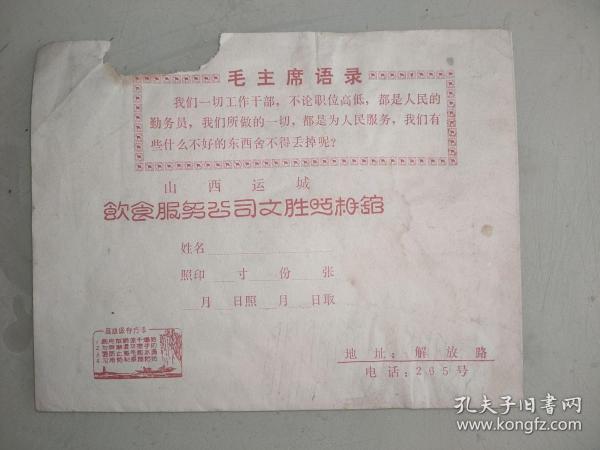 毛主席语录
我们一切工作干部，不论职位高低，都是人民的
勤务员，我们所做的一切，都是为人民服务，我们有
些什么不好的东西舍不得丢掉呢？
山西运城
飲食服务公司文胜照相舘
姓名
照印 寸 份 张
月 日照 月 日取
地址：解放路
电话：265号
孔夫子旧书网
www.kongfz.com